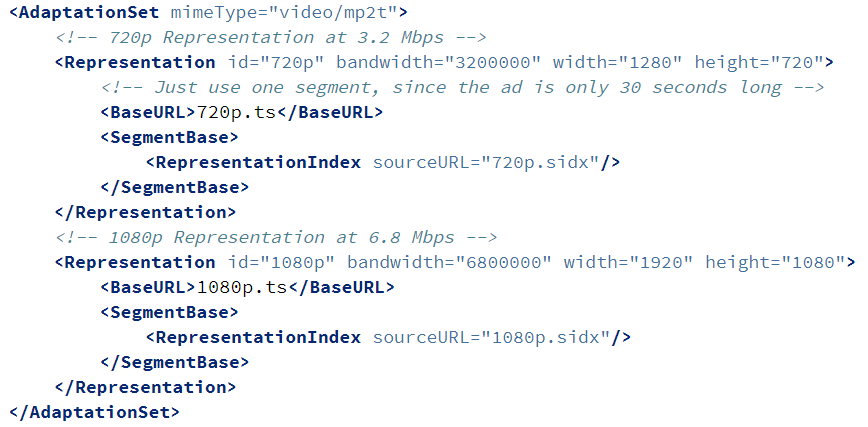 <AdaptationSet mimeType="video/mp2t">
    <!-- 720p Representation at 3.2 Mbps -->
    <Representation id="720p" bandwidth="3200000" width="1280" height="720">
        <!-- Just use one segment, since the ad is only 30 seconds long -->
        <BaseURL>720p.ts</BaseURL>
        <SegmentBase>
            <RepresentationIndex sourceURL="720p.sidx"/>
        </SegmentBase>
    </Representation>
    <!-- 1080p Representation at 6.8 Mbps -->
    <Representation id="1080p" bandwidth="6800000" width="1920" height="1080">
        <BaseURL>1080p.ts</BaseURL>
        <SegmentBase>
            <RepresentationIndex sourceURL="1080p.sidx"/>
        </SegmentBase>
    </Representation>
</AdaptationSet>